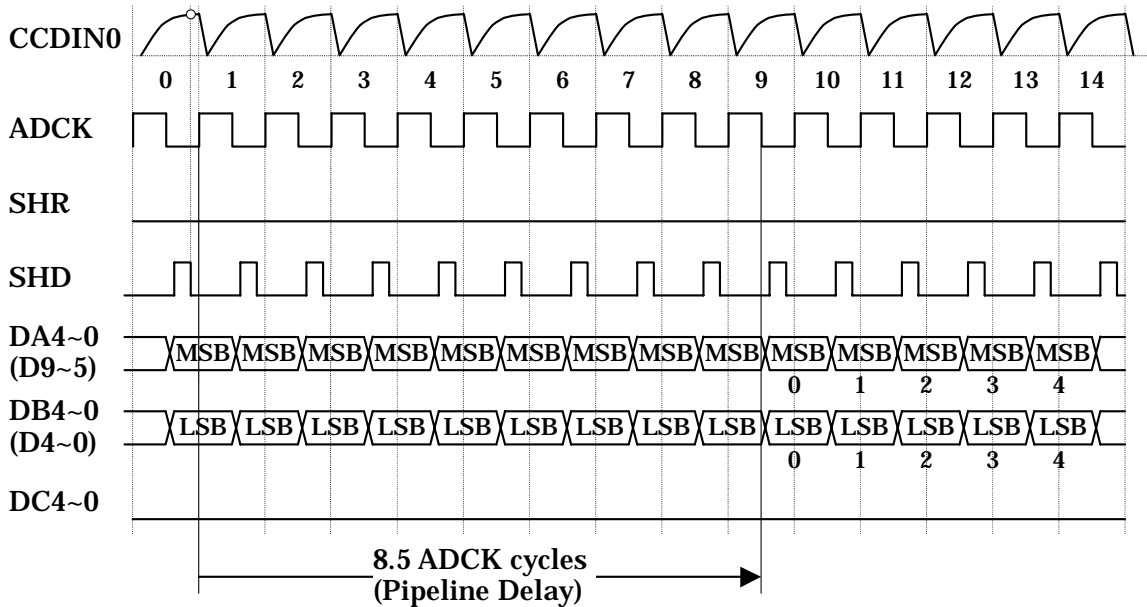 CCDIN0
0 1 2 3 4 5 6 7 8 9 10 11 12 13 14
ADCK
SHR
SHD
DA4~0
(D9~5)
MSB MSB MSB MSB MSB MSB MSB MSB MSB MSB MSB MSB MSB MSB
0 1 2 3 4
DB4~0
(D4~0)
LSB LSB LSB LSB LSB LSB LSB LSB LSB LSB LSB LSB LSB LSB
0 1 2 3 4
DC4~0
8.5 ADCK cycles
(Pipeline Delay)